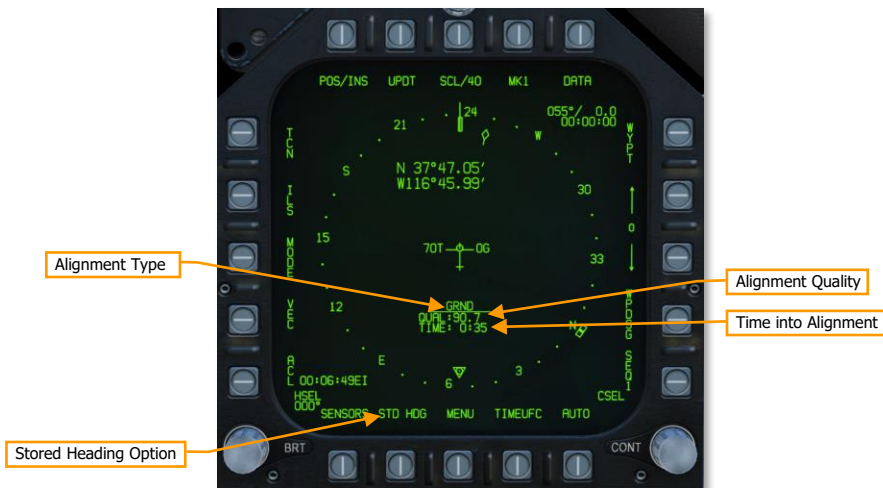 POS/INS UPDT SCL/40 MK1 DATA
24
055°/ 0.0
00:00:00
21
W
TCN
WYPT
S
N 37°47.05′
W116°45.99′
30
ILS
0
15
70T 0G
33
MODE
Alignment Type
Alignment Quality
12
GRND
QUAL:90.7
TIME: 0:35
N
WPDSG
Time into Alignment
VEC
E
3
6
ACL
00:06:49EI
SEQ1
HSEL
000°
CSEL
SENSORS STD HDG MENU TIMEUFC AUTO
Stored Heading Option
BRT
CONT